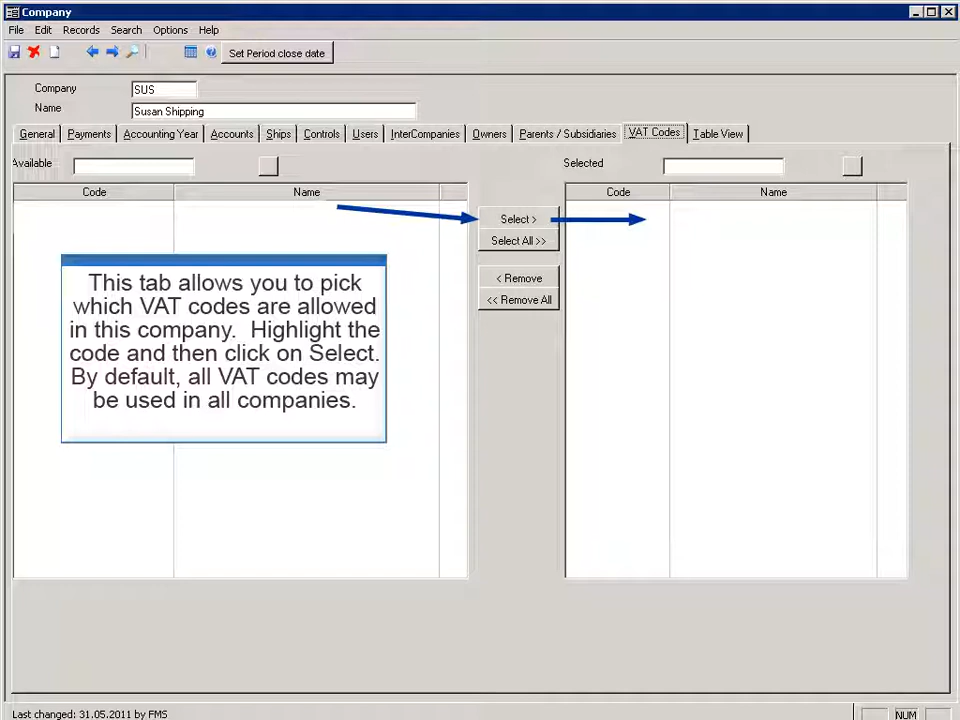 Company
File Edit Records Search Options Help
Set Period close date
Company SUS
Name Susan Shipping
General Payments Accounting Year Accounts Ships Controls Users InterCompanies Owners Parents / Subsidiaries VAT Codes Table View
Available Selected
Code Name Code Name
Select >
Select All >>
< Remove
<< Remove All
This tab allows you to pick
which VAT codes are allowed
in this company. Highlight the
code and then click on Select.
By default, all VAT codes may
be used in all companies.
Last changed: 31.05.2011 by FMS NUM